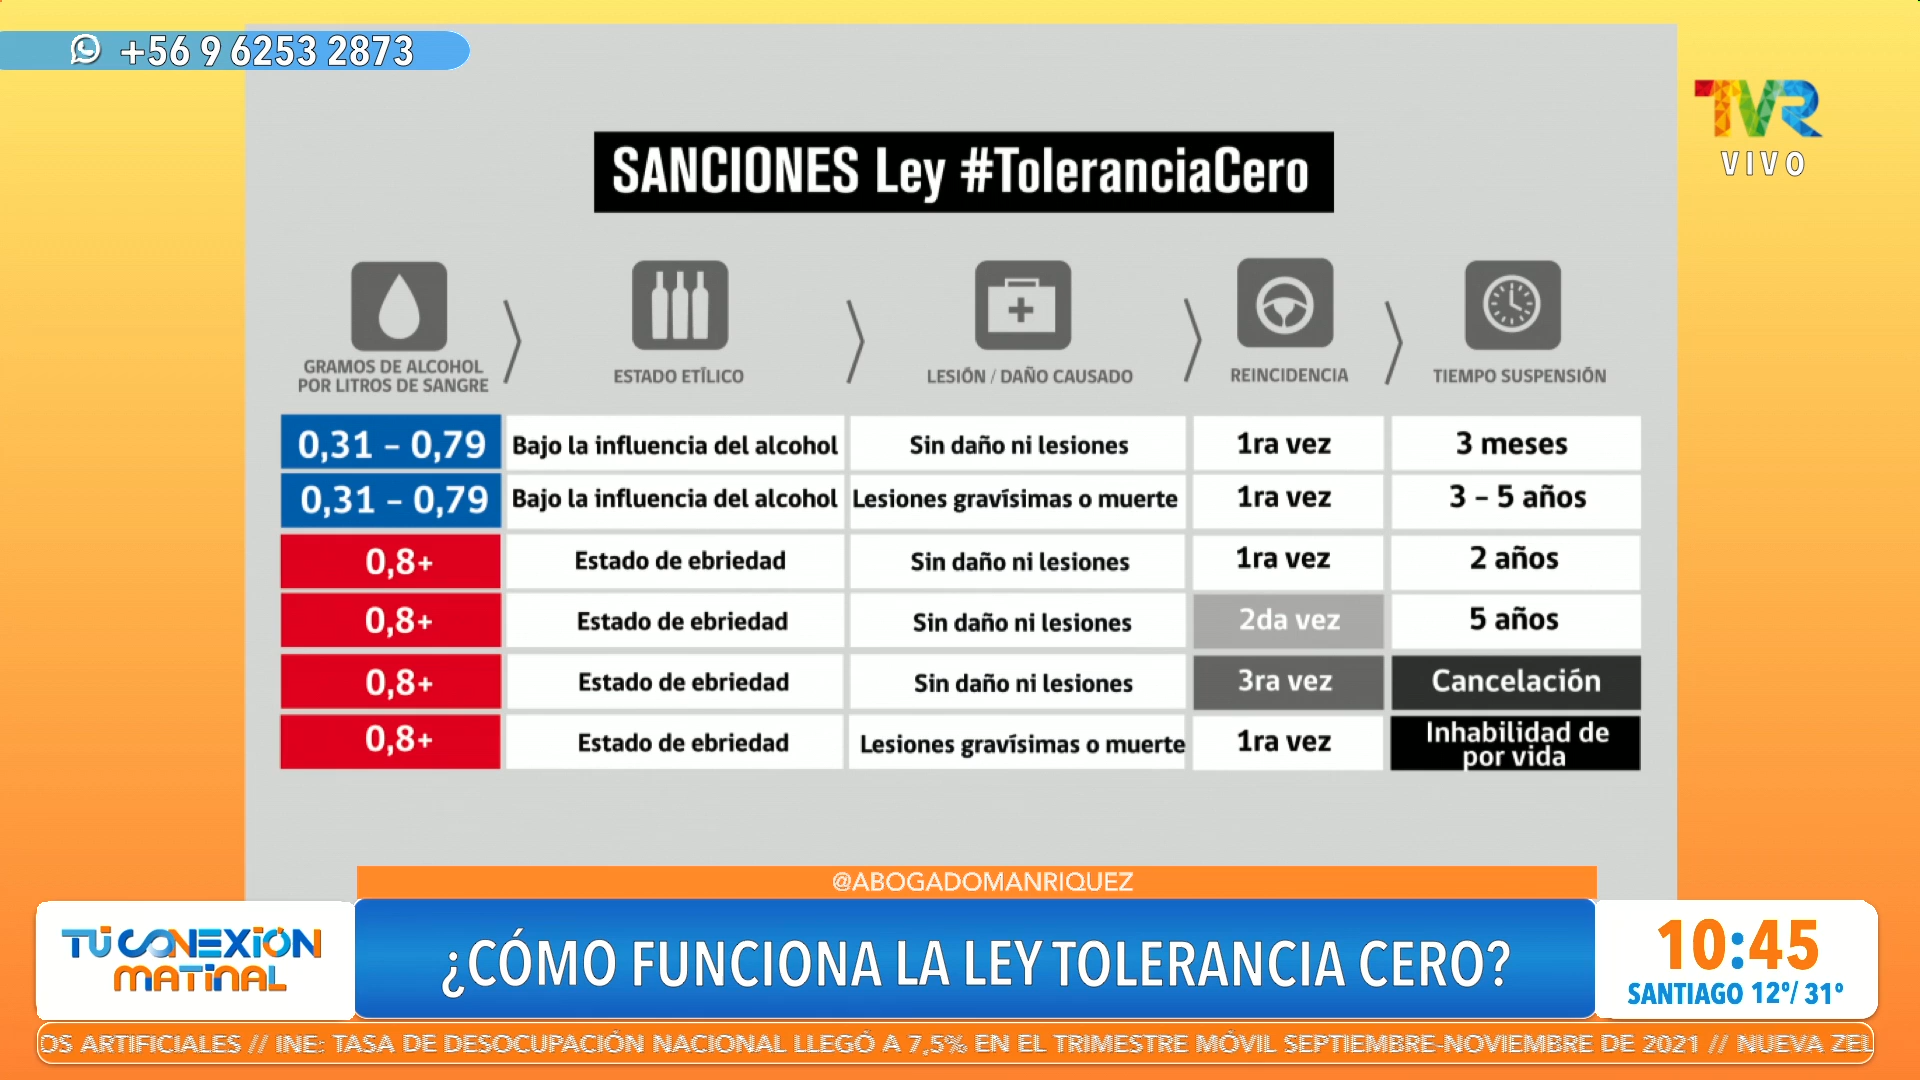 +56 9 6253 2873
TVR
VIVO
SANCIONES Ley #ToleranciaCero
GRAMOS DE ALCOHOL
POR LITROS DE SANGRE
ESTADO ETÍLICO
LESIÓN / DAÑO CAUSADO
REINCIDENCIA
TIEMPO SUSPENSIÓN
0,31 – 0,79 Bajo la influencia del alcohol Sin daño ni lesiones 1ra vez 3 meses
0,31 – 0,79 Bajo la influencia del alcohol Lesiones gravísimas o muerte 1ra vez 3 – 5 años
0,8+ Estado de ebriedad Sin daño ni lesiones 1ra vez 2 años
0,8+ Estado de ebriedad Sin daño ni lesiones 2da vez 5 años
0,8+ Estado de ebriedad Sin daño ni lesiones 3ra vez Cancelación
0,8+ Estado de ebriedad Lesiones gravísimas o muerte 1ra vez Inhabilidad de
por vida
@ABOGADOMANRIQUEZ
TÚ CONEXIÓN
MATINAL
¿CÓMO FUNCIONA LA LEY TOLERANCIA CERO?
10:45
SANTIAGO 12°/ 31°
OS ARTIFICIALES // INE: TASA DE DESOCUPACIÓN NACIONAL LLEGÓ A 7,5% EN EL TRIMESTRE MÓVIL SEPTIEMBRE-NOVIEMBRE DE 2021 // NUEVA ZEL